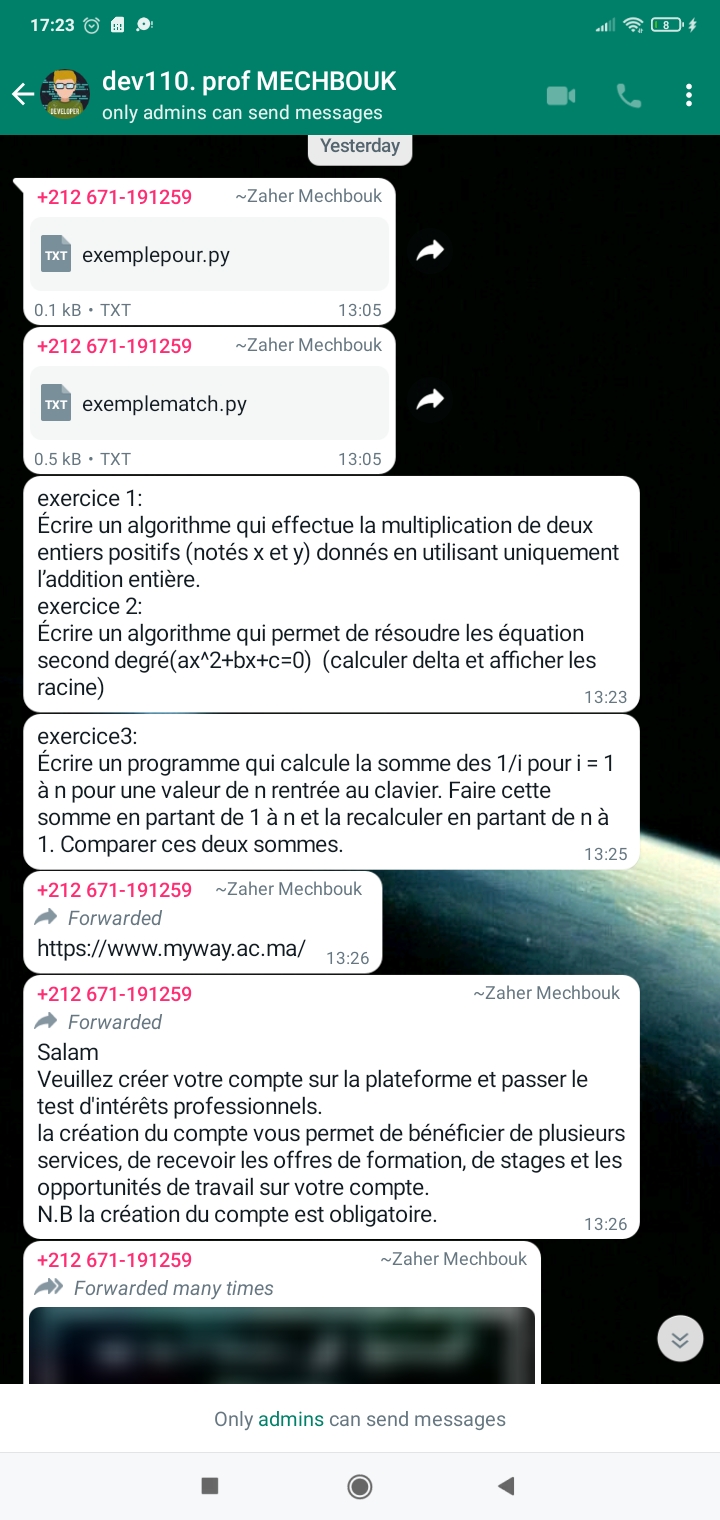 17:23
8
dev110. prof MECHBOUK
DEVELOPER
only admins can send messages
Yesterday
+212 671-191259 ~Zaher Mechbouk
TXT exemplepour.py
0.1 kB • TXT 13:05
+212 671-191259 ~Zaher Mechbouk
TXT exemplematch.py
0.5 kB • TXT 13:05
exercice 1:
Écrire un algorithme qui effectue la multiplication de deux
entiers positifs (notés x et y) donnés en utilisant uniquement
l’addition entière.
exercice 2:
Écrire un algorithme qui permet de résoudre les équation
second degré(ax^2+bx+c=0)  (calculer delta et afficher les
racine)
13:23
exercice3:
Écrire un programme qui calcule la somme des 1/i pour i = 1
à n pour une valeur de n rentrée au clavier. Faire cette
somme en partant de 1 à n et la recalculer en partant de n à
1. Comparer ces deux sommes.
13:25
+212 671-191259 ~Zaher Mechbouk
Forwarded
https://www.myway.ac.ma/ 13:26
+212 671-191259 ~Zaher Mechbouk
Forwarded
Salam
Veuillez créer votre compte sur la plateforme et passer le
test d'intérêts professionnels.
la création du compte vous permet de bénéficier de plusieurs
services, de recevoir les offres de formation, de stages et les
opportunités de travail sur votre compte.
N.B la création du compte est obligatoire.
13:26
+212 671-191259 ~Zaher Mechbouk
Forwarded many times
Only admins can send messages